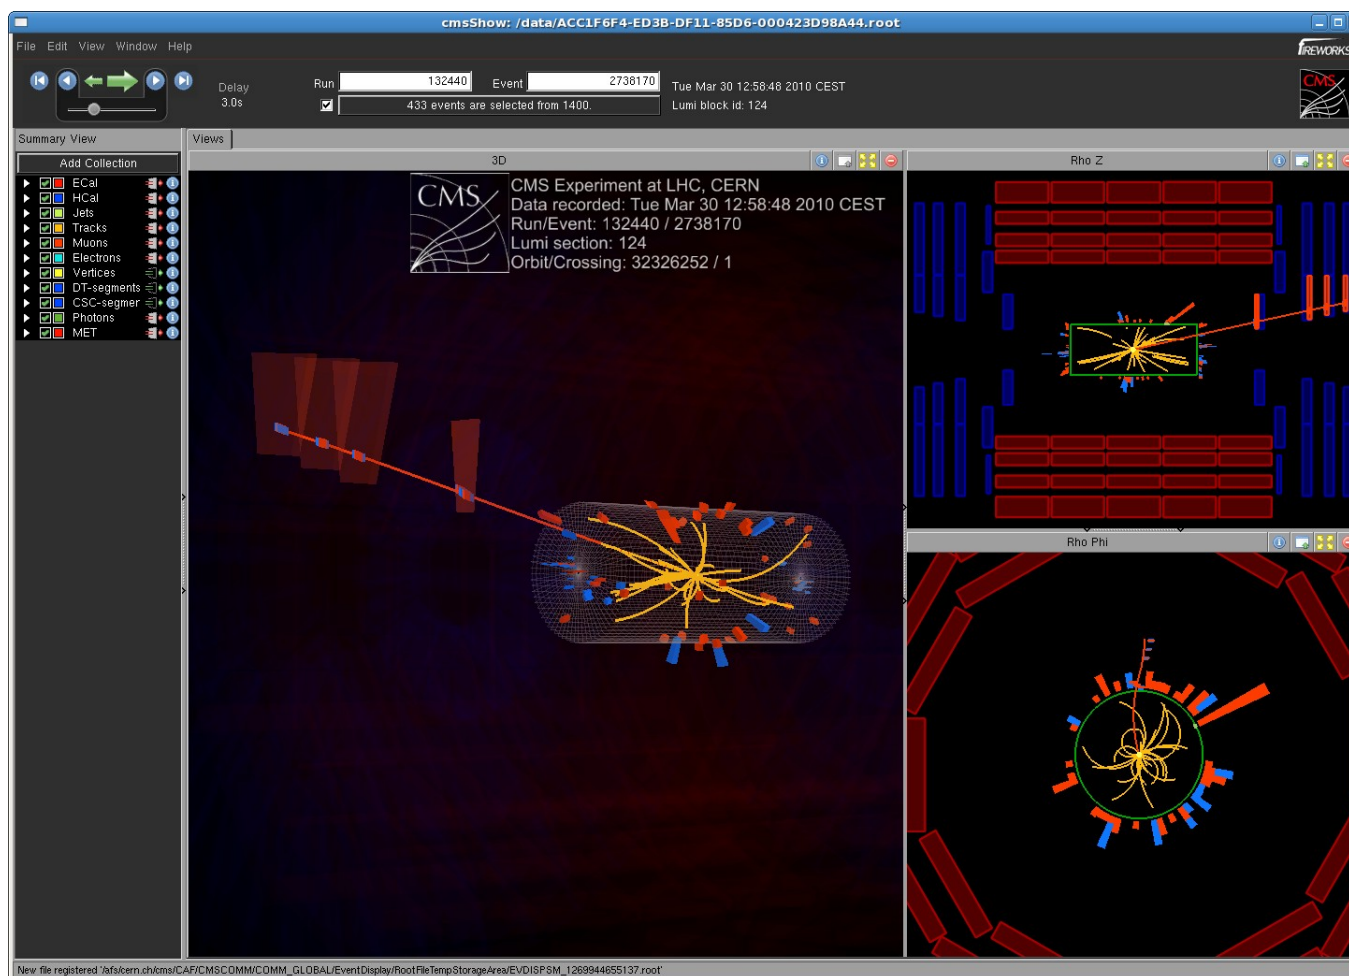 cmsShow: /data/ACC1F6F4-ED3B-DF11-85D6-000423D98A44.root
File Edit View Window Help
FIREWORKS
Delay
3.0s
Run 132440 Event 2738170 Tue Mar 30 12:58:48 2010 CEST
433 events are selected from 1400. Lumi block id: 124
CMS
Summary View
Views
Add Collection
ECal
HCal
Jets
Tracks
Muons
Electrons
Vertices
DT-segments
CSC-segmer
Photons
MET
3D
CMS
CMS Experiment at LHC, CERN
Data recorded: Tue Mar 30 12:58:48 2010 CEST
Run/Event: 132440 / 2738170
Lumi section: 124
Orbit/Crossing: 32326252 / 1
Rho Z
Rho Phi
New file registered '/afs/cern.ch/cms/CAF/CMSCOMM/COMM_GLOBAL/EventDisplay/RootFileTempStorageArea/EVDISPSM_1269944655137.root'